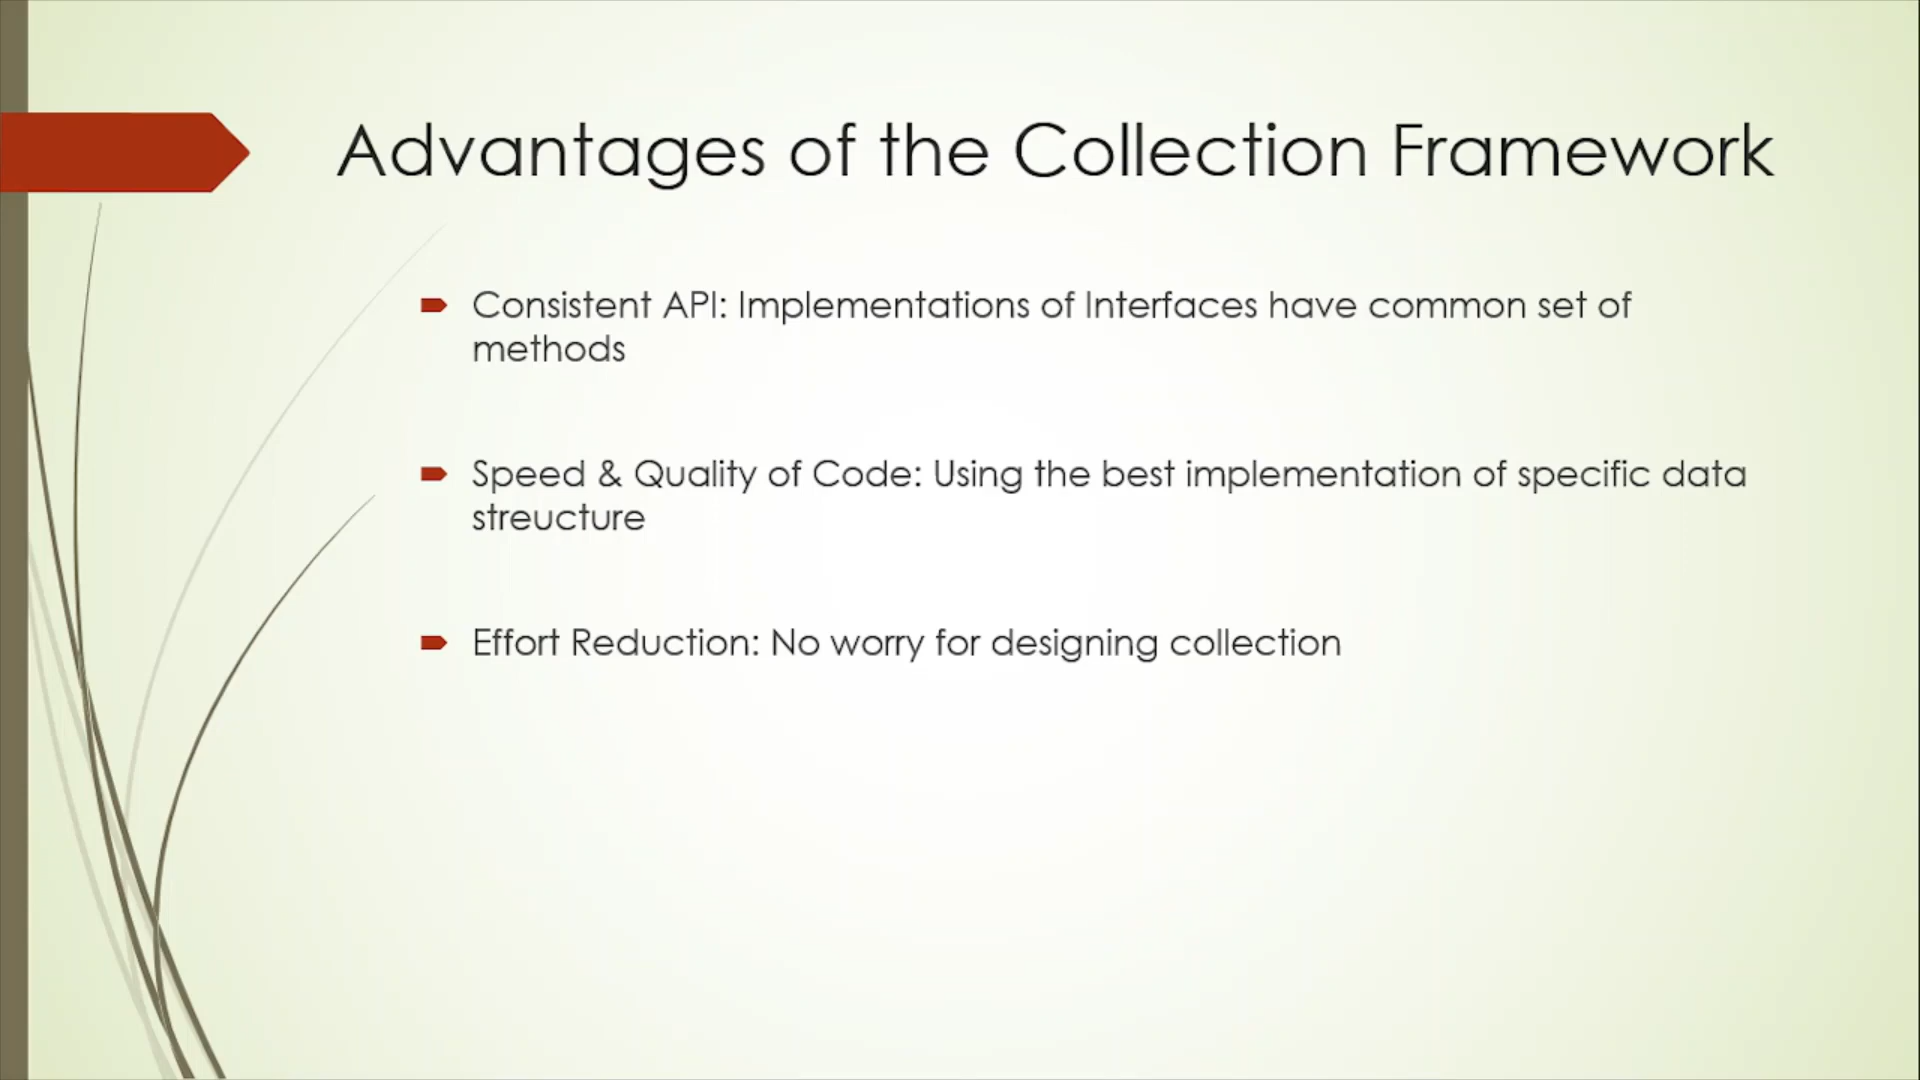 Advantages of the Collection Framework
Consistent API: Implementations of Interfaces have common set of
methods
Speed & Quality of Code: Using the best implementation of specific data
streucture
Effort Reduction: No worry for designing collection